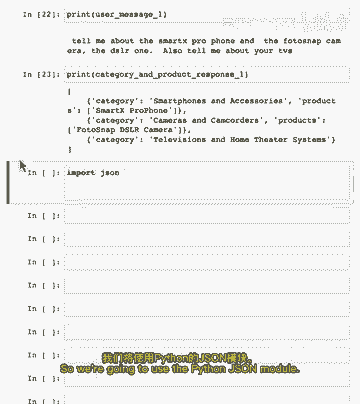 In [22]: print(user_message_1)
tell me about the smartx pro phone and the fotosnap cam
era, the dslr one. Also tell me about your tvs
In [23]: print(category_and_product_response_1)
[
{'category': 'Smartphones and Accessories', 'product
s': ['SmartX ProPhone']},
{'category': 'Cameras and Camcorders', 'products':
['FotoSnap DSLR Camera']},
{'category': 'Televisions and Home Theater Systems'}
]
In [ ]: import json
In [ ]:
In [ ]:
In [ ]:
In [ ]:
In [ ]:
In [ ]:
In [ ]:
我们将使用Python的JSON模块。
So we're going to use the Python JSON module.
In [ ]: